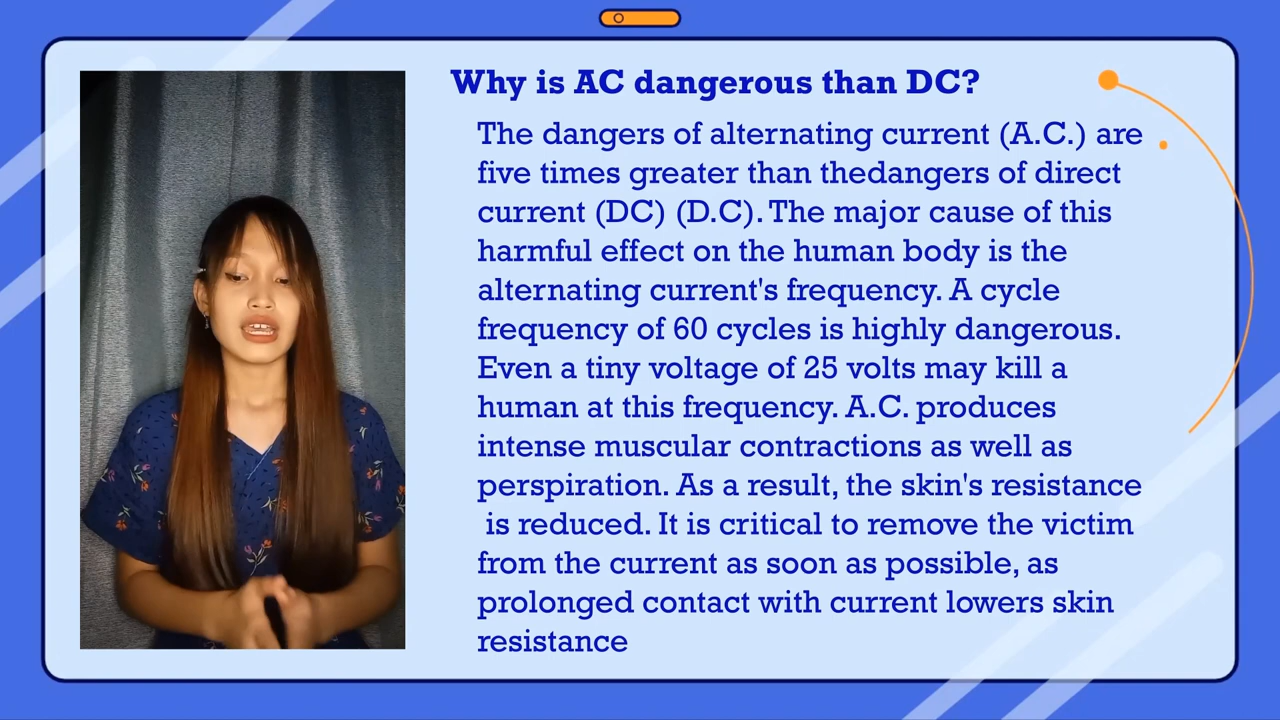 Why is AC dangerous than DC?
The dangers of alternating current (A.C.) are
five times greater than thedangers of direct
current (DC) (D.C). The major cause of this
harmful effect on the human body is the
alternating current's frequency. A cycle
frequency of 60 cycles is highly dangerous.
Even a tiny voltage of 25 volts may kill a
human at this frequency. A.C. produces
intense muscular contractions as well as
perspiration. As a result, the skin's resistance
is reduced. It is critical to remove the victim
from the current as soon as possible, as
prolonged contact with current lowers skin
resistance